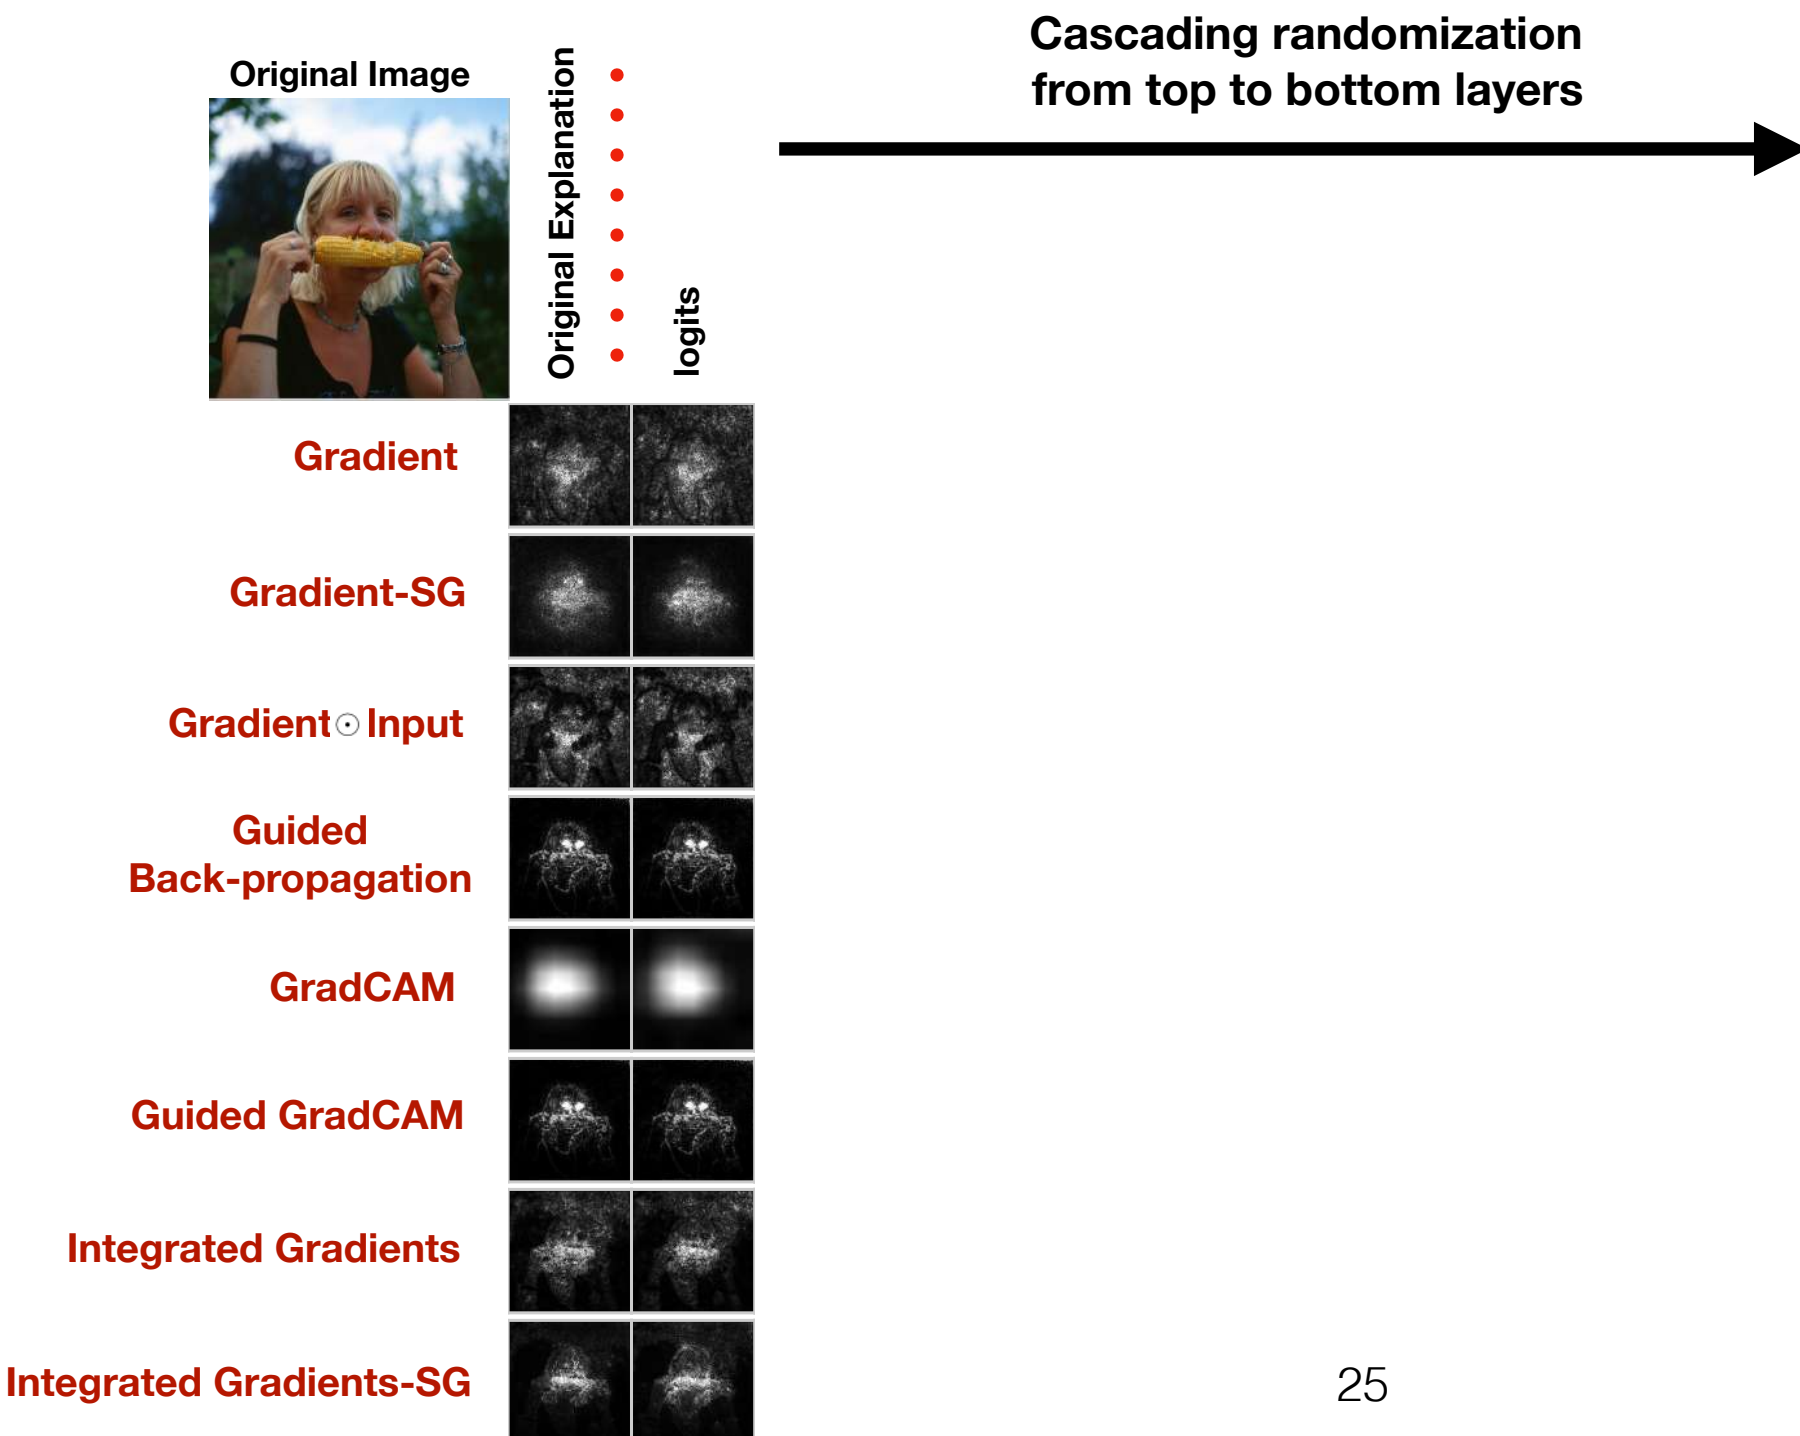 Cascading randomization
from top to bottom layers
Original Image
Original Explanation
logits
Gradient
Gradient-SG
Gradient⊙Input
Guided
Back-propagation
GradCAM
Guided GradCAM
Integrated Gradients
Integrated Gradients-SG
25